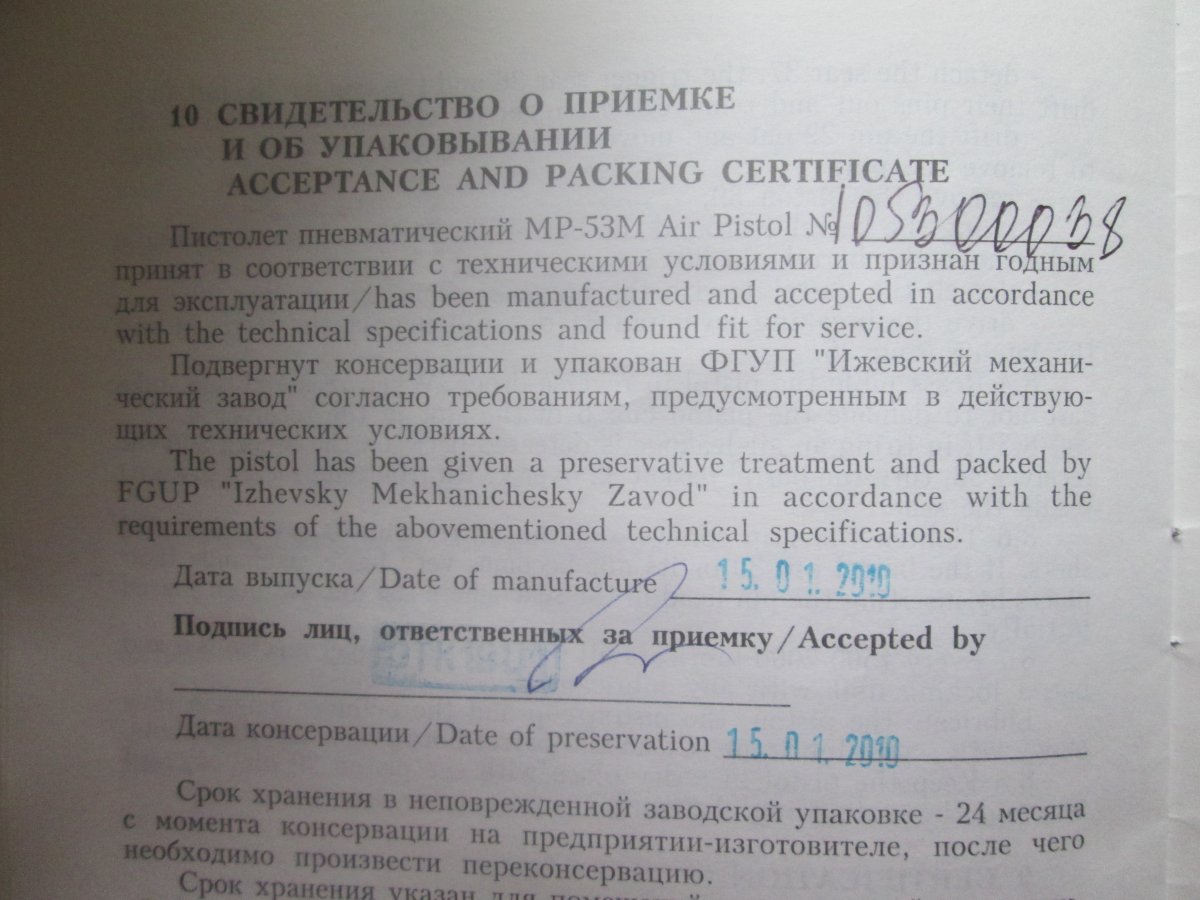 10 СВИДЕТЕЛЬСТВО О ПРИЕМКЕ
И ОБ УПАКОВЫВАНИИ
ACCEPTANCE AND PACKING CERTIFICATE
Пистолет пневматический МР-53М Air Pistol № 105300038
принят в соответствии с техническими условиями и признан годным
для эксплуатации/has been manufactured and accepted in accordance
with the technical specifications and found fit for service.
Подвергнут консервации и упакован ФГУП "Ижевский механи-
ческий завод" согласно требованиям, предусмотренным в действую-
щих технических условиях.
The pistol has been given a preservative treatment and packed by
FGUP "Izhevsky Mekhanichesky Zavod" in accordance with the
requirements of the abovementioned technical specifications.
Дата выпуска/Date of manufacture 15. 01. 2010
Подпись лиц, ответственных за приемку/Accepted by
Дата консервации/Date of preservation 15. 01. 2010
Срок хранения в неповрежденной заводской упаковке - 24 месяца
с момента консервации на предприятии-изготовителе, после чего
необходимо произвести переконсервацию.
Срок хранения указан для